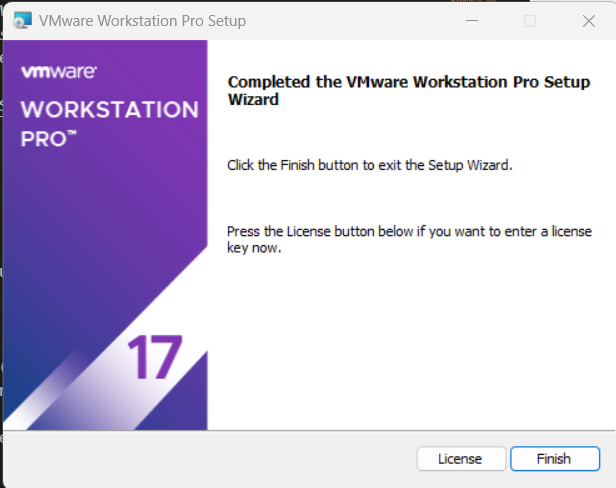 VMware Workstation Pro Setup
vmware®
WORKSTATION
PRO™
17
Completed the VMware Workstation Pro Setup
Wizard
Click the Finish button to exit the Setup Wizard.
Press the License button below if you want to enter a license
key now.
License
Finish